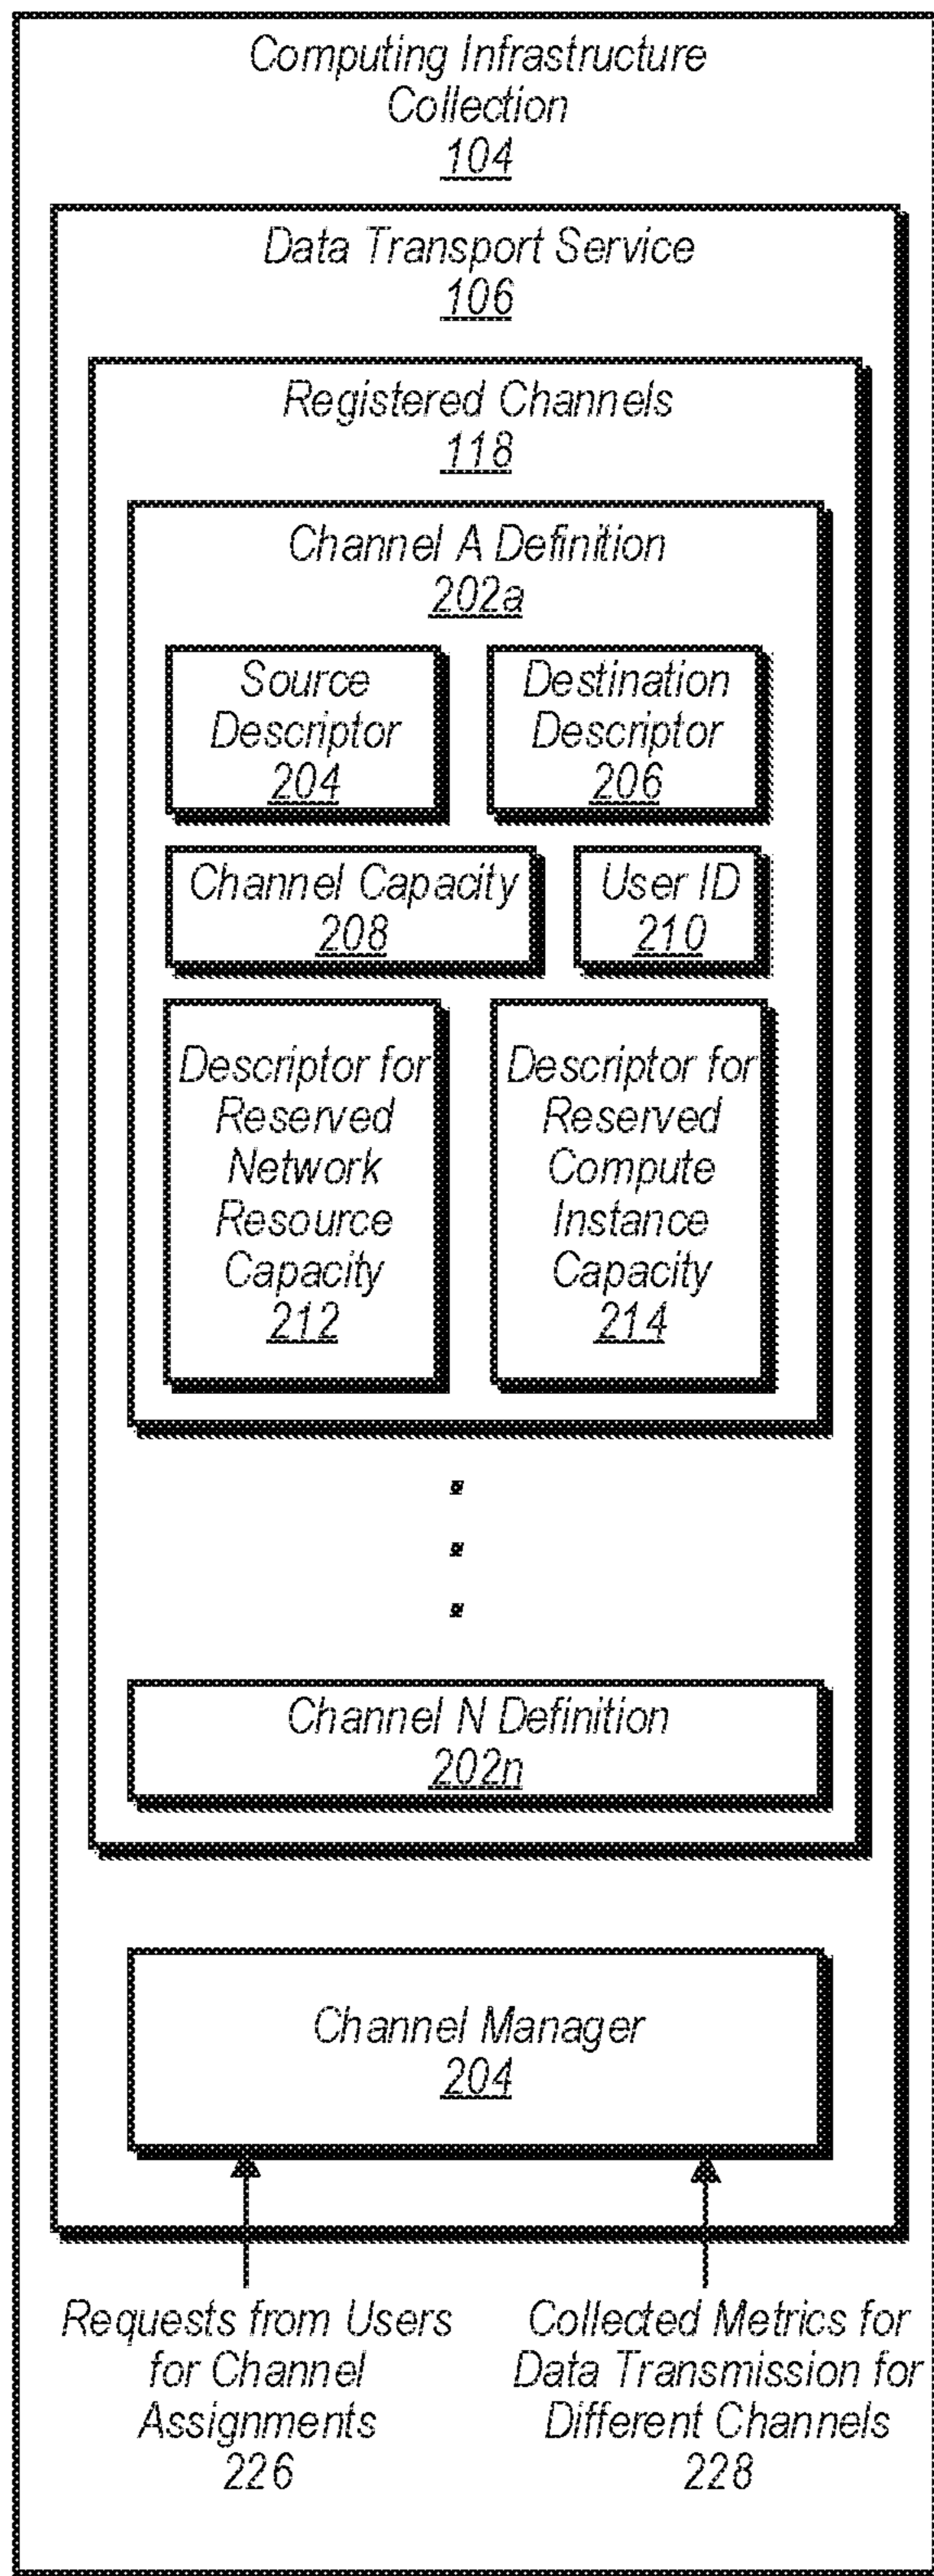 Computing Infrastructure
Collection
104
Data Transport Service
106
Registered Channels
118
Channel A Definition
202a
Source
Descriptor
204
Destination
Descriptor
206
Channel Capacity
208
User ID
210
Descriptor for
Reserved
Network
Resource
Capacity
212
Descriptor for
Reserved
Compute
Instance
Capacity
214
Channel N Definition
202n
Channel Manager
204
Requests from Users
for Channel
Assignments
226
Collected Metrics for
Data Transmission for
Different Channels
228